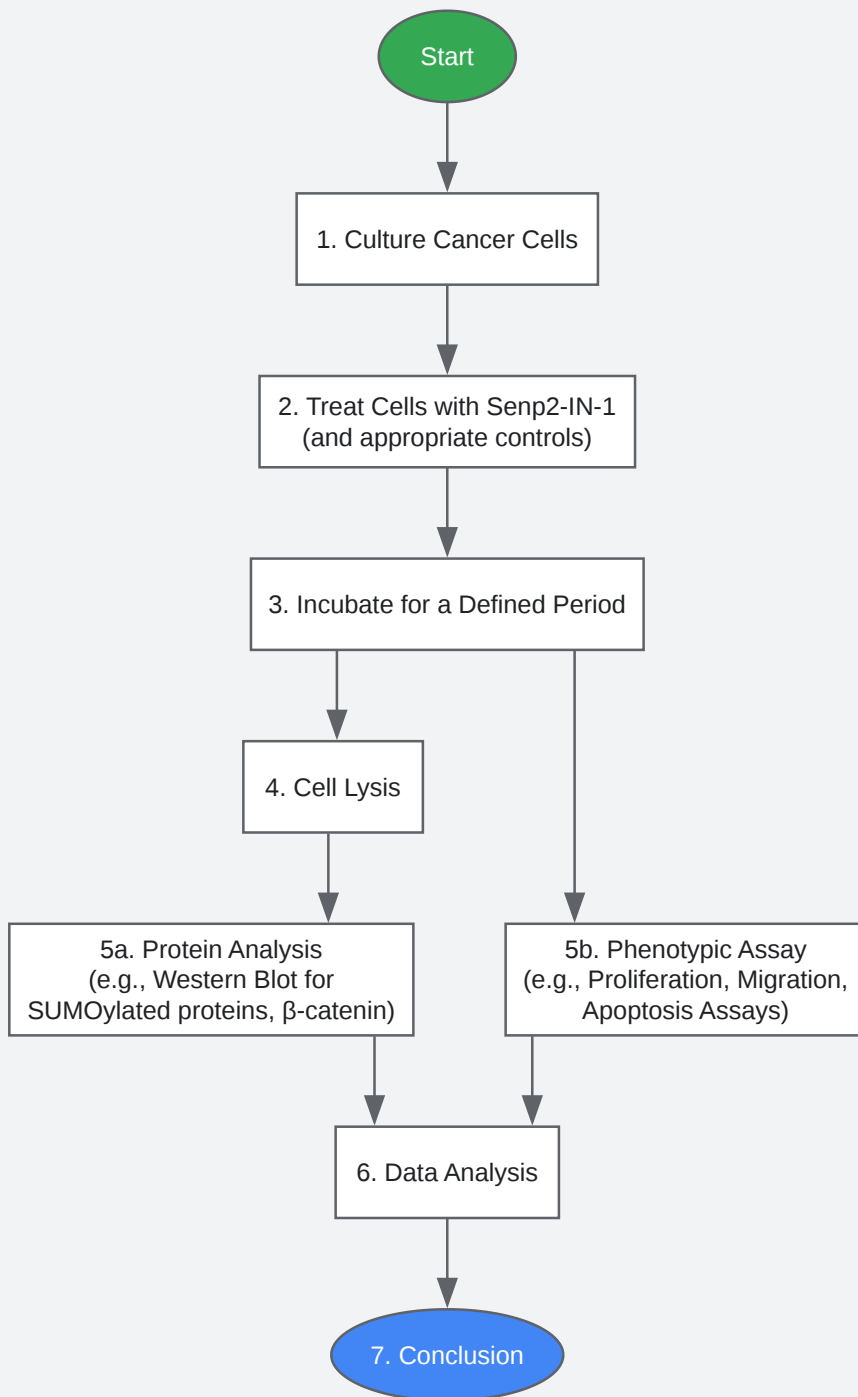 Start
1. Culture Cancer Cells
2. Treat Cells with Senp2-IN-1
(and appropriate controls)
3. Incubate for a Defined Period
4. Cell Lysis
5a. Protein Analysis
(e.g., Western Blot for
SUMOylated proteins, β-catenin)
5b. Phenotypic Assay
(e.g., Proliferation, Migration,
Apoptosis Assays)
6. Data Analysis
7. Conclusion